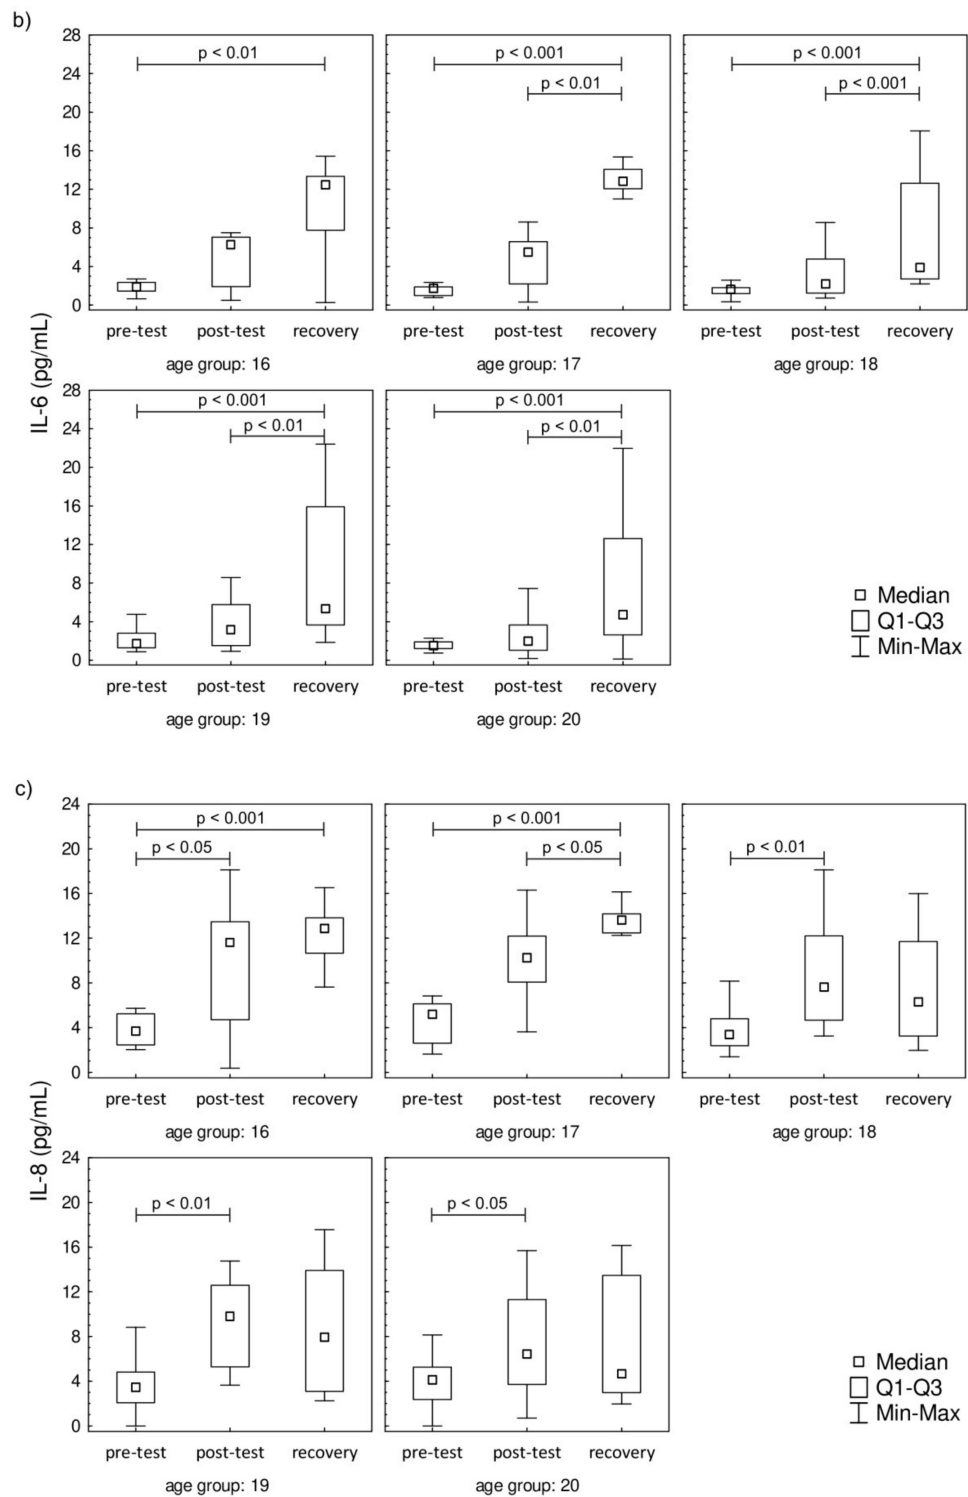 b)
IL-6 (pg/mL)
28
24
20
16
12
8
4
0
p < 0.01
pre-test post-test recovery
age group: 16
p < 0.001
p < 0.01
pre-test post-test recovery
age group: 17
p < 0.001
p < 0.001
pre-test post-test recovery
age group: 18
28
24
20
16
12
8
4
0
p < 0.001
p < 0.01
pre-test post-test recovery
age group: 19
p < 0.001
p < 0.01
pre-test post-test recovery
age group: 20
Median
Q1-Q3
Min-Max
c)
IL-8 (pg/mL)
24
20
16
12
8
4
0
p < 0.001
p < 0.05
pre-test post-test recovery
age group: 16
p < 0.001
p < 0.05
pre-test post-test recovery
age group: 17
p < 0.01
pre-test post-test recovery
age group: 18
24
20
16
12
8
4
0
p < 0.01
pre-test post-test recovery
age group: 19
p < 0.05
pre-test post-test recovery
age group: 20
Median
Q1-Q3
Min-Max